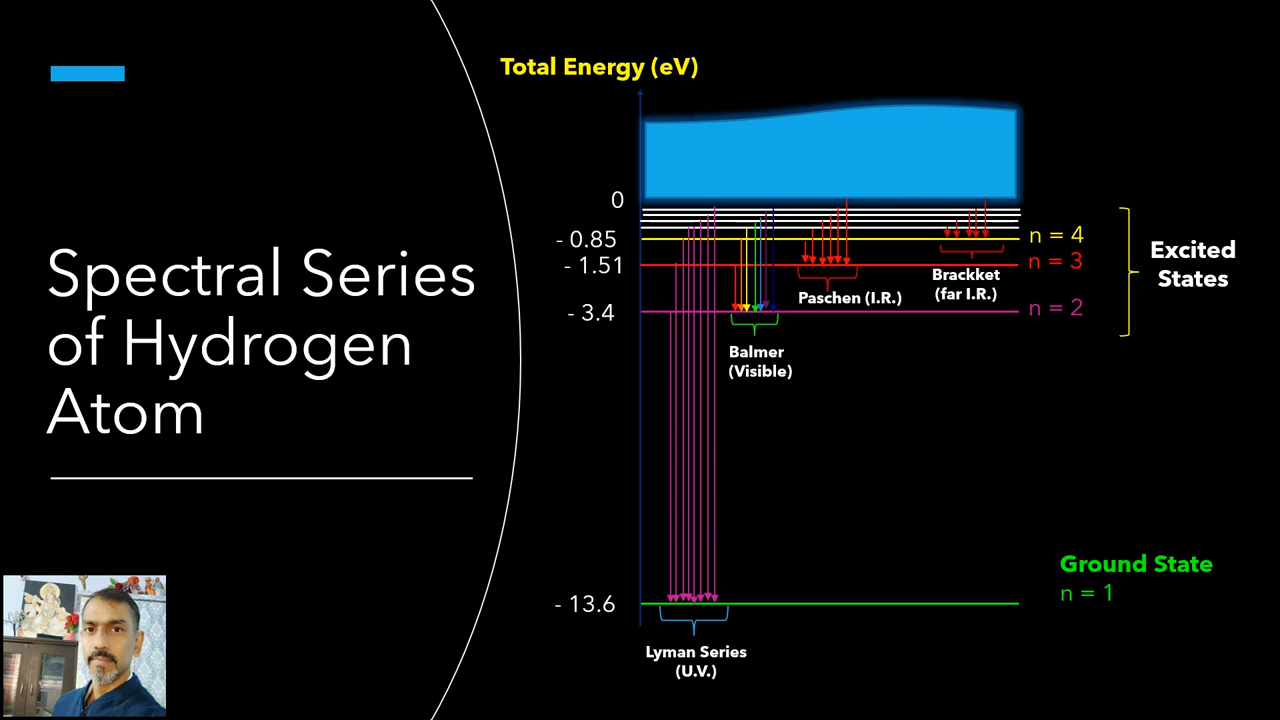 Spectral Series
of Hydrogen
Atom
Total Energy (eV)
0
- 0.85
- 1.51
- 3.4
- 13.6
n = 4
n = 3
n = 2
Excited
States
Brackket
(far I.R.)
Paschen (I.R.)
Balmer
(Visible)
Ground State
n = 1
Lyman Series
(U.V.)